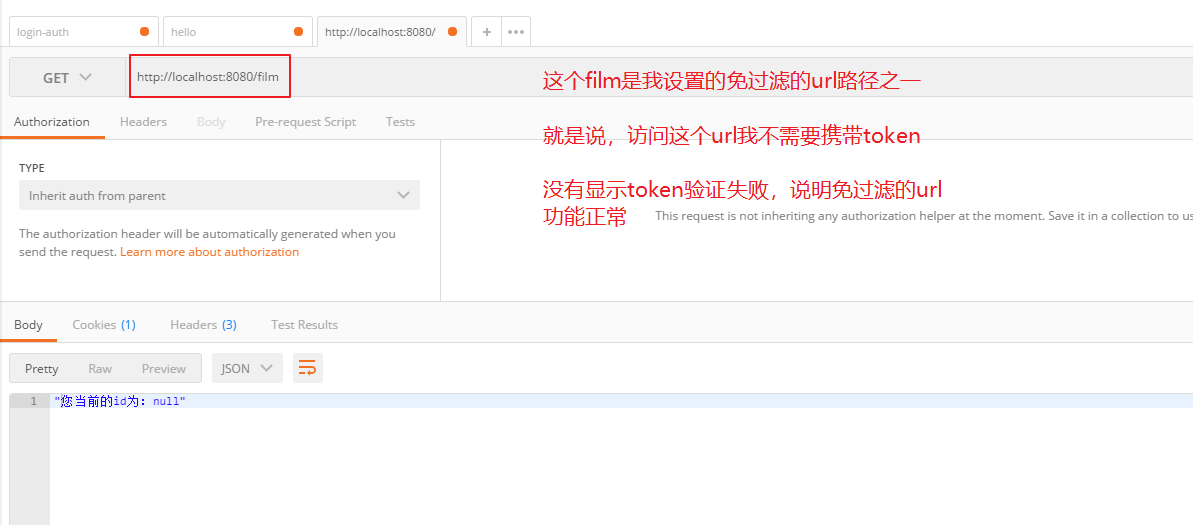 login-auth
hello
http://localhost:8080/
GET
http://localhost:8080/film
这个film是我设置的免过滤的url路径之一
Authorization
Headers
Body
Pre-request Script
Tests
就是说，访问这个url我不需要携带token
TYPE
Inherit auth from parent
没有显示token验证失败，说明免过滤的url
功能正常
This request is not inheriting any authorization helper at the moment. Save it in a collection to us
The authorization header will be automatically generated when you
send the request. Learn more about authorization
Body
Cookies (1)
Headers (3)
Test Results
Pretty
Raw
Preview
JSON
1
"您当前的id为：null"